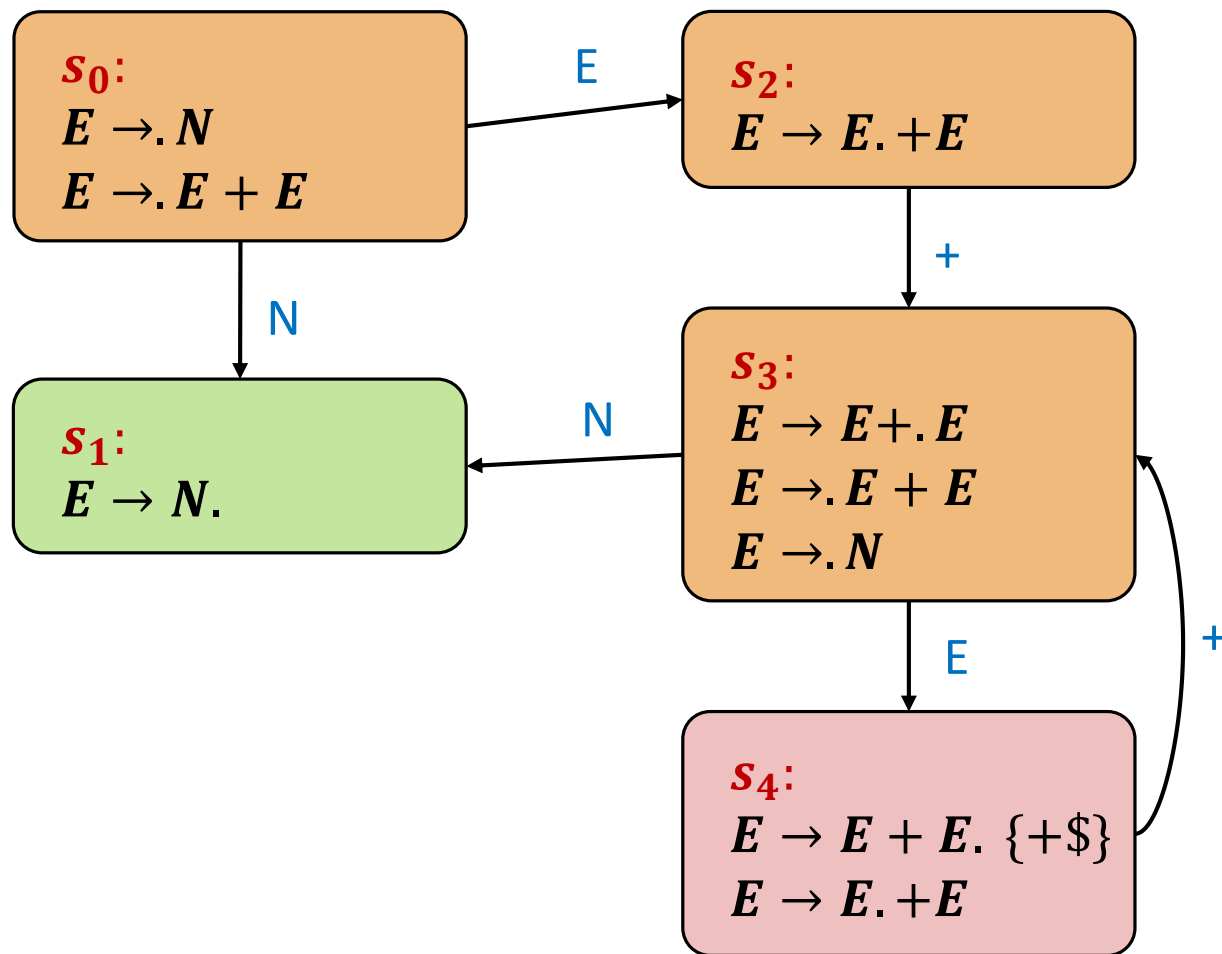 s₀:
E →. N
E →. E + E
E
s₂:
E → E. +E
N
+
s₁:
E → N.
N
s₃:
E → E+. E
E →. E + E
E →. N
E
+
s₄:
E → E + E. {+$}
E → E. +E